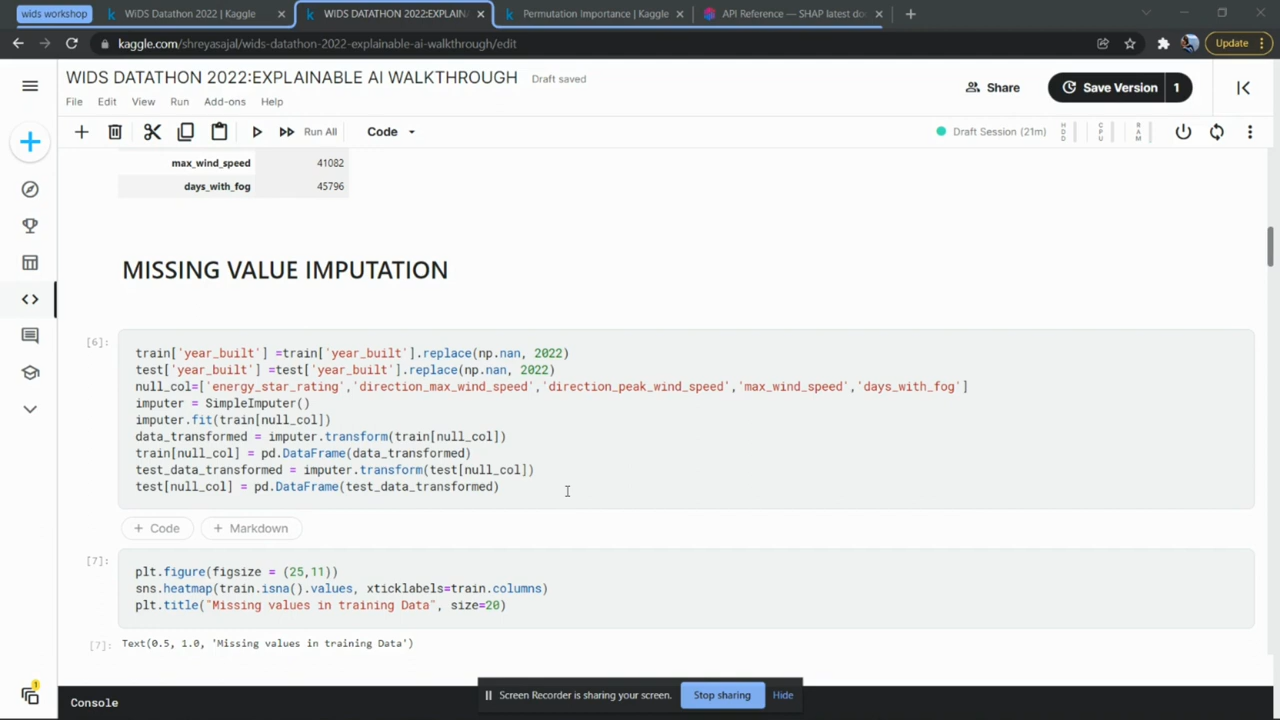 wids workshop
WiDS Datathon 2022 | Kaggle
WIDS DATATHON 2022:EXPLAINA
Permutation Importance | Kaggle
API Reference — SHAP latest do
kaggle.com/shreyasajal/wids-datathon-2022-explainable-ai-walkthrough/edit
Update
WIDS DATATHON 2022:EXPLAINABLE AI WALKTHROUGH Draft saved
File Edit View Run Add-ons Help
Share
Save Version 1
Run All
Code
Draft Session (21m)
HDD
CPU
RAM
max_wind_speed 41082
days_with_fog 45796
MISSING VALUE IMPUTATION
[6]:
train['year_built'] =train['year_built'].replace(np.nan, 2022)
test['year_built'] =test['year_built'].replace(np.nan, 2022)
null_col=['energy_star_rating','direction_max_wind_speed','direction_peak_wind_speed','max_wind_speed','days_with_fog']
imputer = SimpleImputer()
imputer.fit(train[null_col])
data_transformed = imputer.transform(train[null_col])
train[null_col] = pd.DataFrame(data_transformed)
test_data_transformed = imputer.transform(test[null_col])
test[null_col] = pd.DataFrame(test_data_transformed)
+ Code + Markdown
[7]:
plt.figure(figsize = (25,11))
sns.heatmap(train.isna().values, xticklabels=train.columns)
plt.title("Missing values in training Data", size=20)
[7]: Text(0.5, 1.0, 'Missing values in training Data')
Screen Recorder is sharing your screen. Stop sharing Hide
1
Console